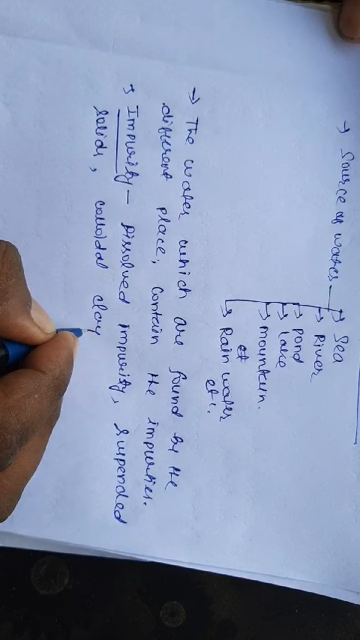 → Source of water → Sea
→ River
→ Pond
→ Lake
→ Mountain.
et
→ Rain water
etc.
→ The water which are found by the
different place, contain the impurities.
→ Impurity - Dissolved impurity, Suspended
solids, colloidal clay